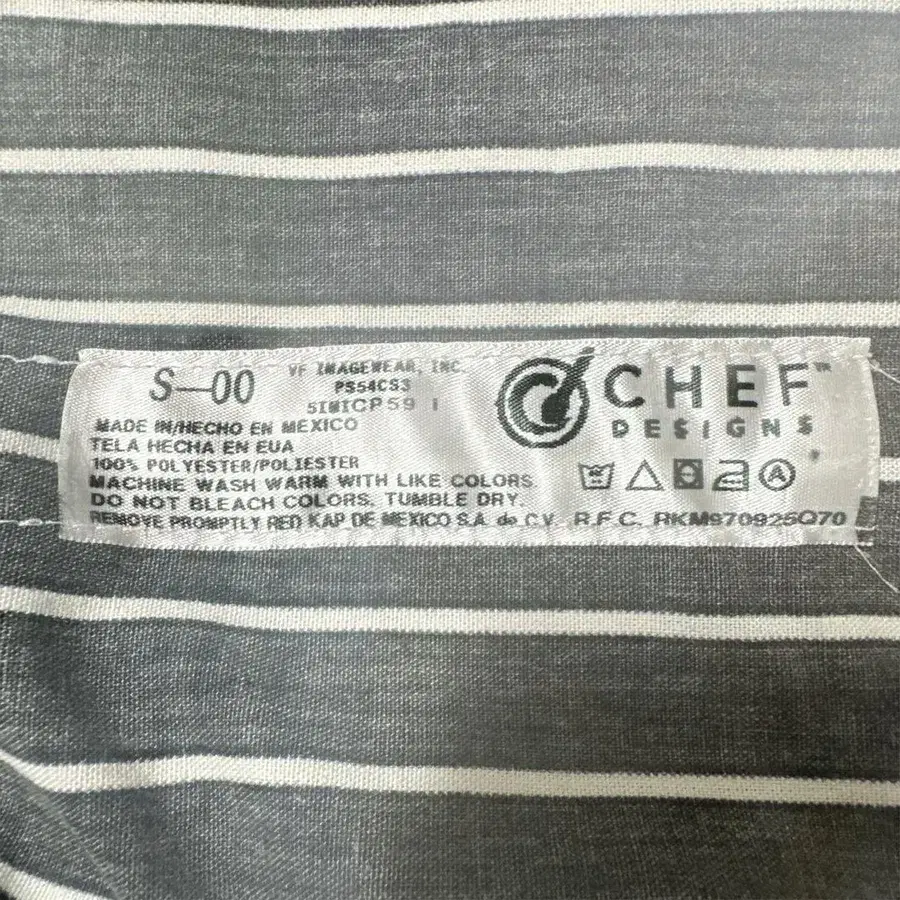 S—00
VF IMAGEWEAR, INC.
PS54CS3
CHEF™
DESIGNS
MADE IN/HECHO EN MEXICO
TELA HECHA EN EUA
100% POLYESTER/POLIESTER
MACHINE WASH WARM WITH LIKE COLORS.
DO NOT BLEACH COLORS. TUMBLE DRY.
REMOVE PROMPTLY RED KAP DE MEXICO S.A. de C.V. R.F.C. RKM970925Q70
A